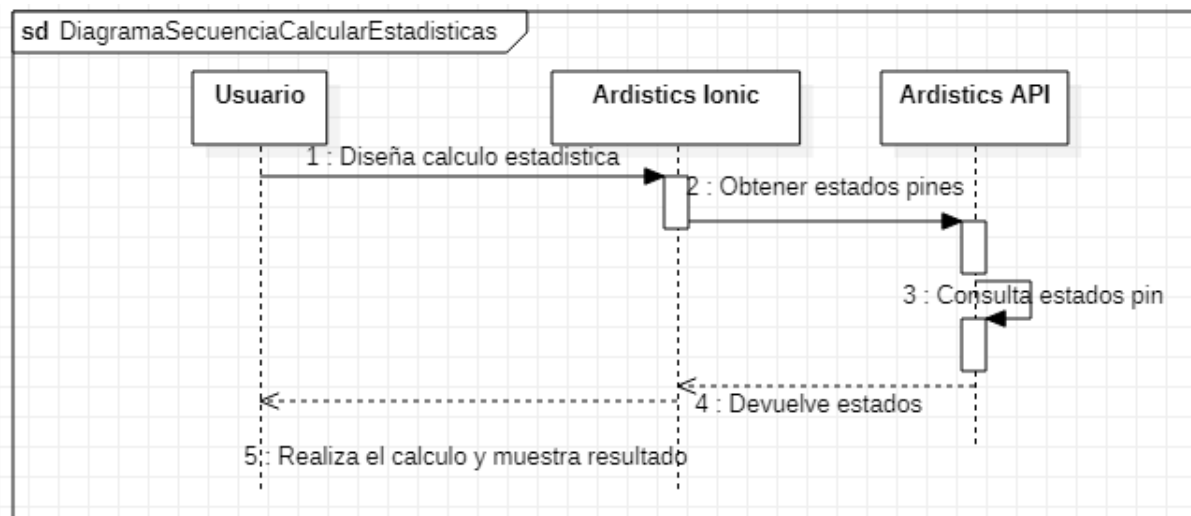 sd DiagramaSecuenciaCalcularEstadisticas
Usuario
Ardistics Ionic
Ardistics API
1 : Diseña calculo estadistica
2 : Obtener estados pines
3 : Consulta estados pin
4 : Devuelve estados
5 : Realiza el calculo y muestra resultado